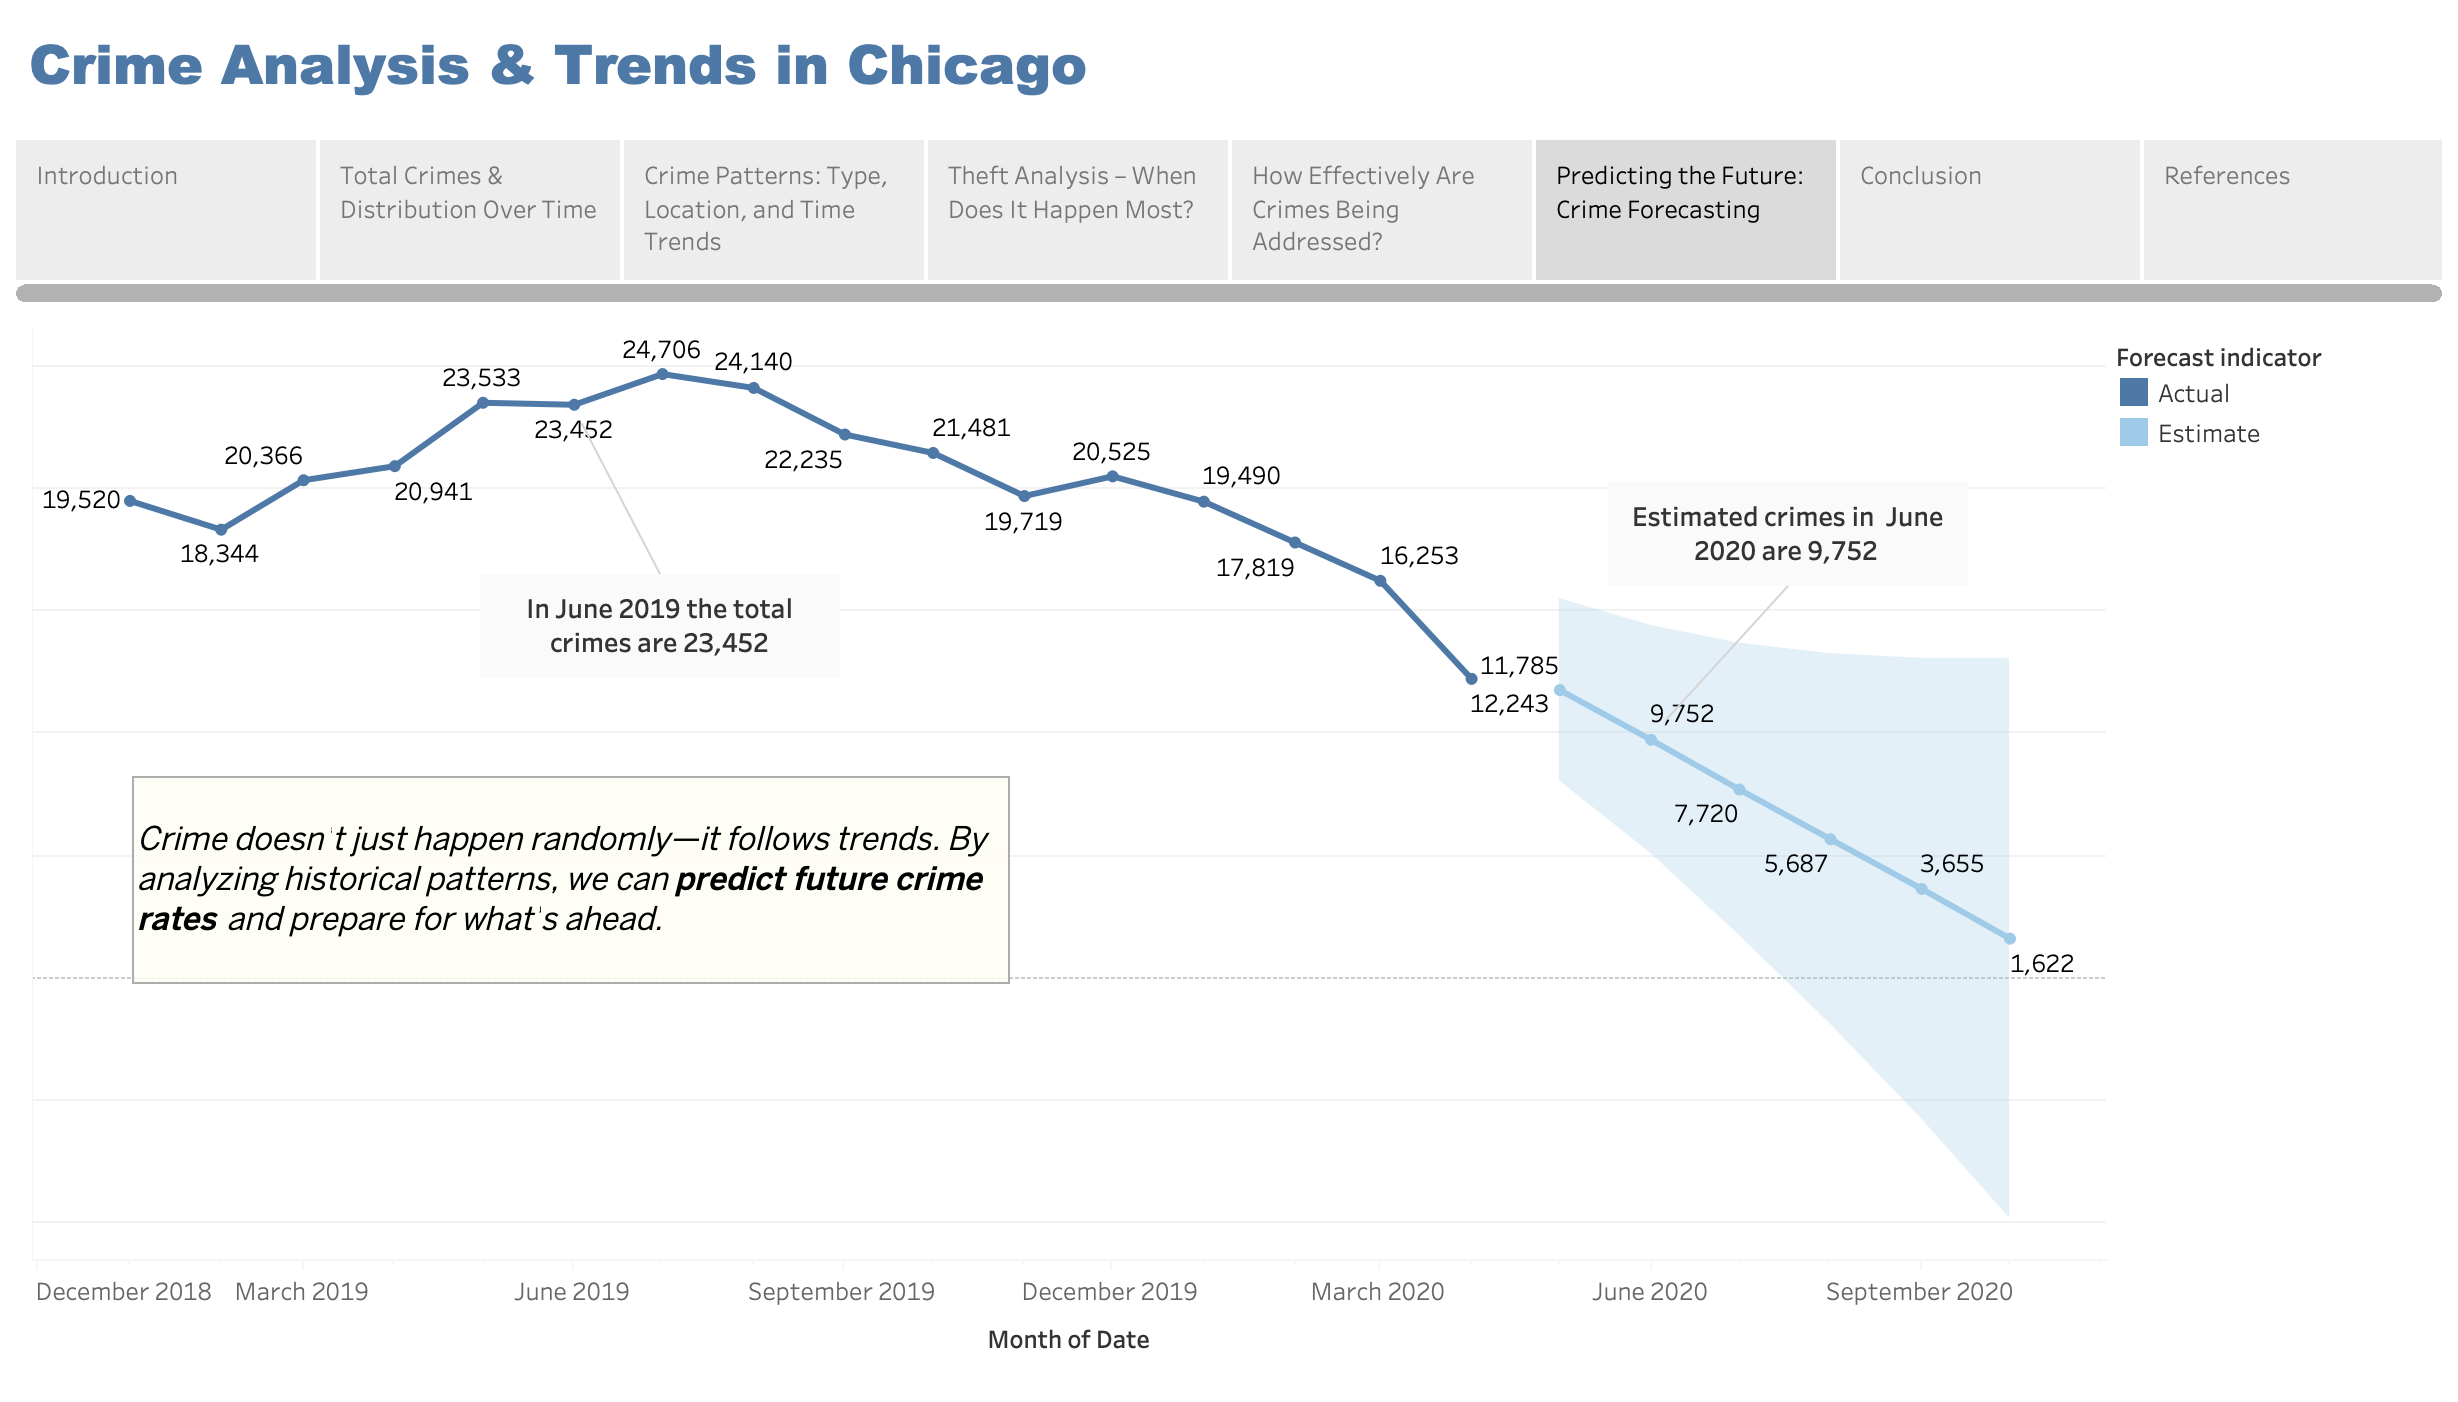 Crime Analysis & Trends in Chicago
Introduction
Total Crimes &
Distribution Over Time
Crime Patterns: Type,
Location, and Time
Trends
Theft Analysis – When
Does It Happen Most?
How Effectively Are
Crimes Being
Addressed?
Predicting the Future:
Crime Forecasting
Conclusion
References
Forecast indicator
Actual
Estimate
19,520
18,344
20,366
20,941
23,533
23,452
24,706
24,140
22,235
21,481
19,719
20,525
19,490
17,819
16,253
11,785
12,243
9,752
7,720
5,687
3,655
1,622
In June 2019 the total
crimes are 23,452
Estimated crimes in  June
2020 are 9,752
Crime doesn't just happen randomly—it follows trends. By
analyzing historical patterns, we can predict future crime
rates and prepare for what's ahead.
December 2018
March 2019
June 2019
September 2019
December 2019
March 2020
June 2020
September 2020
Month of Date